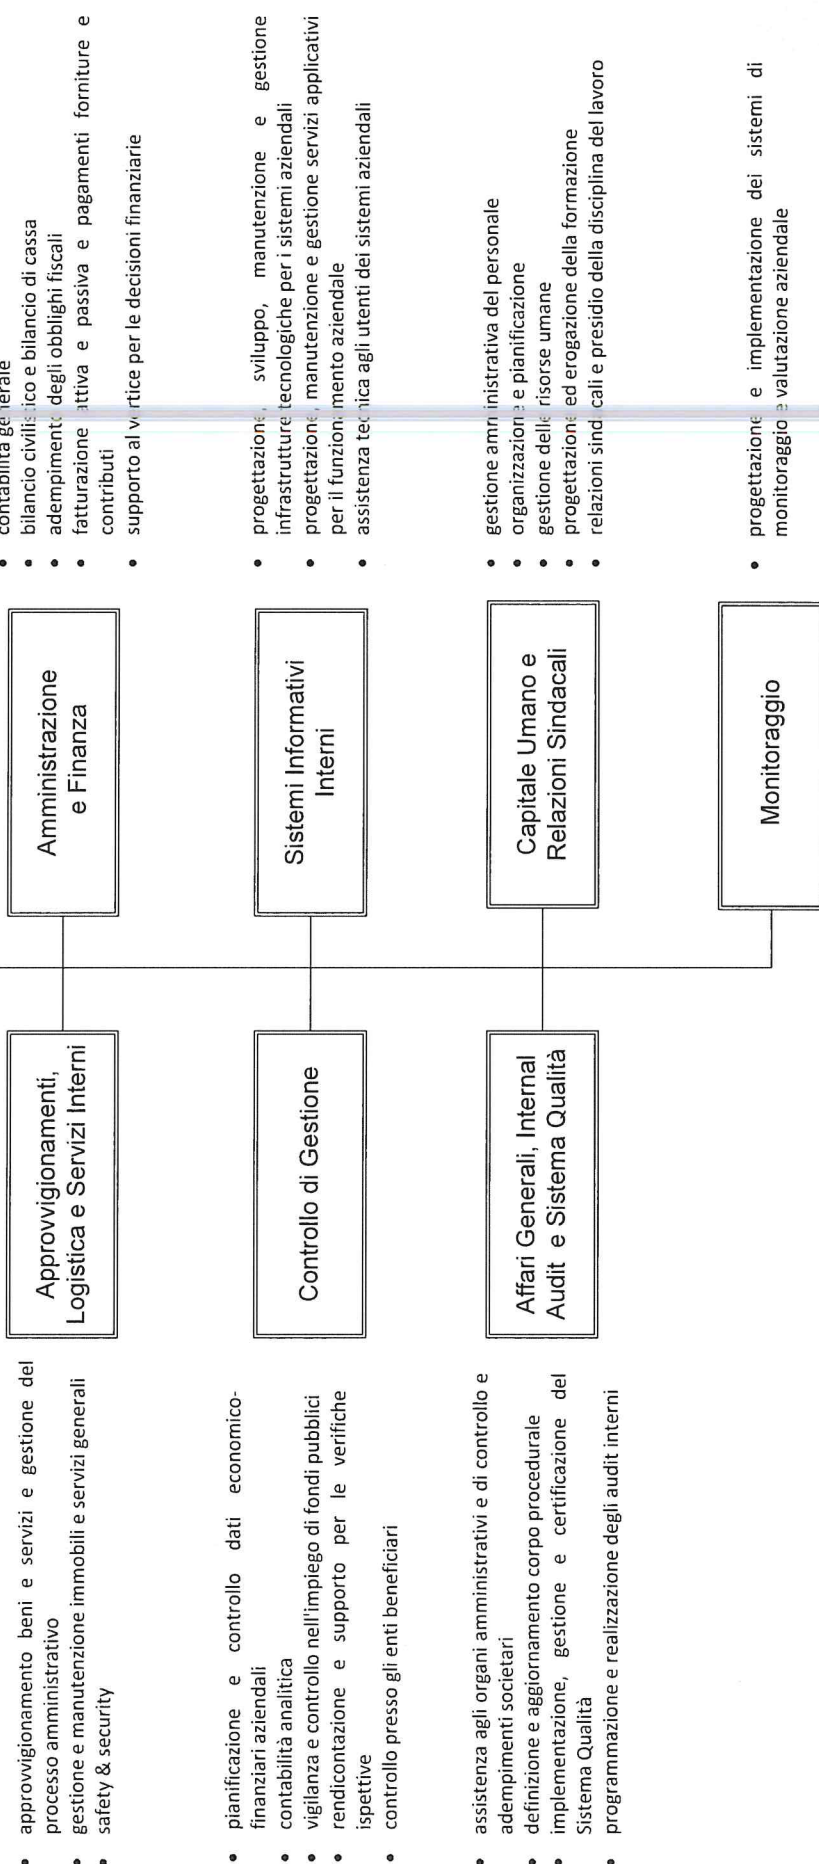 • approvvigionamento beni e servizi e gestione del
processo amministrativo
• gestione e manutenzione immobili e servizi generali
• safety & security
Approvvigionamenti,
Logistica e Servizi Interni
Amministrazione
e Finanza
• contabilità generale
• bilancio civilistico e bilancio di cassa
• adempimento degli obblighi fiscali
• fatturazione attiva e passiva e pagamenti forniture e
contributi
• supporto al vertice per le decisioni finanziarie
• pianificazione e controllo dati economico-
finanziari aziendali
• contabilità analitica
• vigilanza e controllo nell'impiego di fondi pubblici
• rendicontazione e supporto per le verifiche
ispettive
• controllo presso gli enti beneficiari
Controllo di Gestione
Sistemi Informativi
Interni
• progettazione, sviluppo, manutenzione e gestione
infrastrutture tecnologiche per i sistemi aziendali
• progettazione, manutenzione e gestione servizi applicativi
per il funzionamento aziendale
• assistenza tecnica agli utenti dei sistemi aziendali
• assistenza agli organi amministrativi e di controllo e
adempimenti societari
• definizione e aggiornamento corpo procedurale
• implementazione, gestione e certificazione del
Sistema Qualità
• programmazione e realizzazione degli audit interni
Affari Generali, Internal
Audit e Sistema Qualità
Capitale Umano e
Relazioni Sindacali
• gestione amministrativa del personale
• organizzazione e pianificazione
• gestione delle risorse umane
• progettazione ed erogazione della formazione
• relazioni sindacali e presidio della disciplina del lavoro
Monitoraggio
• progettazione e implementazione dei sistemi di
monitoraggio e valutazione aziendale